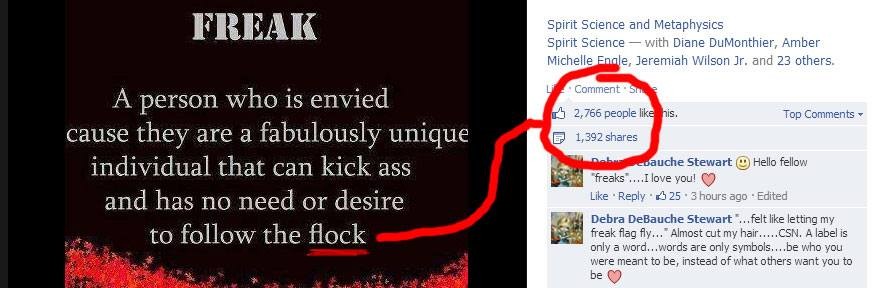 FREAK
A person who is envied
cause they are a fabulously unique
individual that can kick ass
and has no need or desire
to follow the flock
Spirit Science and Metaphysics
Spirit Science — with Diane DuMonthier, Amber
Michelle Engle, Jeremiah Wilson Jr. and 23 others.
Like · Comment · Share
2,766 people like this.
Top Comments
1,392 shares
Debra DeBauche Stewart Hello fellow
"freaks"....I love you!
Like · Reply · 25 · 3 hours ago · Edited
Debra DeBauche Stewart "...felt like letting my
freak flag fly..." Almost cut my hair.....CSN. A label is
only a word...words are only symbols....be who you
were meant to be, instead of what others want you to
be